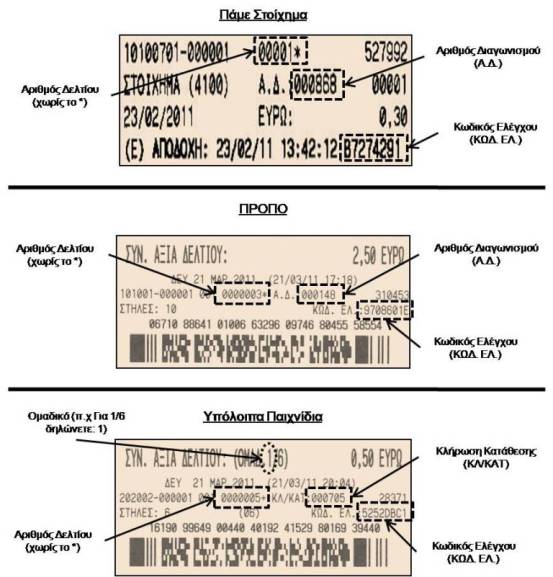 Πάμε Στοίχημα
10100701-000001 00001* 527992
Αριθμός Διαγωνισμού
(Α.Δ.)
Αριθμός Δελτίου
(χωρίς το *)
ΣΤΟΙΧΗΜΑ (4100) Α.Δ. 000868 00001
23/02/2011 ΕΥΡΩ: 0,30
Κωδικός Ελέγχου
(ΚΩΔ. ΕΛ.)
(Ε) ΑΠΟΔΟΧΗ: 23/02/11 13:42:12 B7274291
ΠΡΟΠΟ
Αριθμός Δελτίου
(χωρίς το *)
ΣΥΝ. ΑΞΙΑ ΔΕΛΤΙΟΥ: 2,50 ΕΥΡΩ
Αριθμός Διαγωνισμού
(Α.Δ.)
ΔΕΥ 21 ΜΑΡ 2011 (21/03/11 17:18)
101001-000001 0000003* Α.Δ. 000148 310453
ΣΤΗΛΕΣ: 10 ΚΩΔ. ΕΛ.:9708601E
06710 88641 01006 63296 09746 80455 58554
Κωδικός Ελέγχου
(ΚΩΔ. ΕΛ.)
Ομαδικό (π.χ Για 1/6
δηλώνετε: 1)
Υπόλοιπα Παιχνίδια
ΣΥΝ. ΑΞΙΑ ΔΕΛΤΙΟΥ: (ΟΜΑΔ 1/6) 0,50 ΕΥΡΩ
Κλήρωση Κατάθεσης
(ΚΛ/ΚΑΤ)
ΔΕΥ 21 ΜΑΡ 2011 (21/03/11 20:04)
202002-000001 0000005* ΚΛ/ΚΑΤ:000705 28371
ΣΤΗΛΕΣ: 6 (06) ΚΩΔ. ΕΛ.:5252DBC1
16190 99649 00440 40192 41529 80169 39440
Αριθμός Δελτίου
(χωρίς το *)
Κωδικός Ελέγχου
(ΚΩΔ. ΕΛ.)